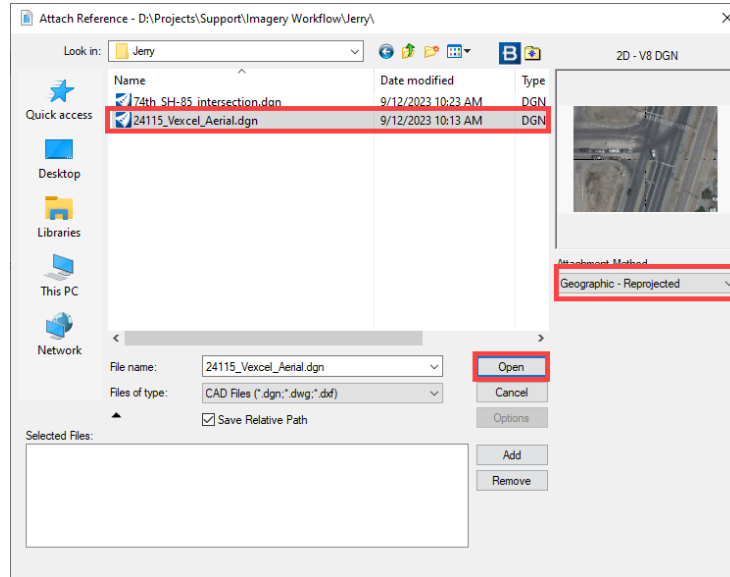 Attach Reference - D:\Projects\Support\Imagery Workflow\Jerry\
Look in: Jerry
2D - V8 DGN
Name Date modified Type
74th_SH-85_intersection.dgn 9/12/2023 10:23 AM DGN
24115_Vexcel_Aerial.dgn 9/12/2023 10:13 AM DGN
Quick access
Desktop
Libraries
This PC
Network
Attachment Method
Geographic - Reprojected
File name: 24115_Vexcel_Aerial.dgn Open
Files of type: CAD Files (*.dgn;*.dwg;*.dxf) Cancel
Save Relative Path Options
Selected Files:
Add
Remove